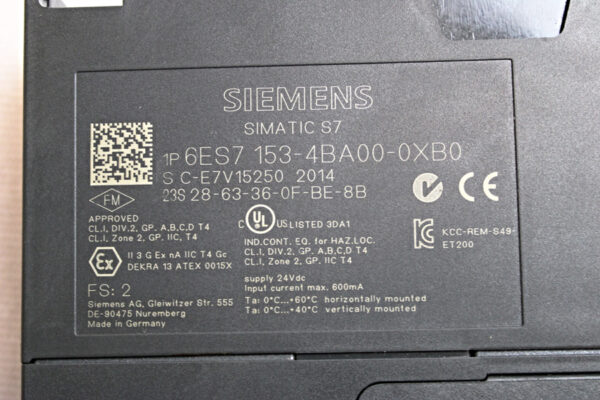 SIEMENS
SIMATIC S7
1P 6ES7 153-4BA00-0XB0
S C-E7V15250 2014
23S 28-63-36-0F-BE-8B
FM
APPROVED
CL.I, DIV.2, GP. A,B,C,D T4
CL.I, Zone 2, GP. IIC, T4
Ex
II 3 G Ex nA IIC T4 Gc
DEKRA 13 ATEX 0015X
FS: 2
Siemens AG, Gleiwitzer Str. 555
DE-90475 Nuremberg
Made in Germany
C UL US LISTED 3DA1
IND.CONT. EQ. for HAZ.LOC.
CL.I, DIV.2, GP. A,B,C,D T4
CL.I, Zone 2, GP. IIC T4
supply 24Vdc
Input current max. 600mA
Ta: 0°C...+60°C horizontally mounted
Ta: 0°C...+40°C vertically mounted
CE
KCC-REM-S49-
ET200